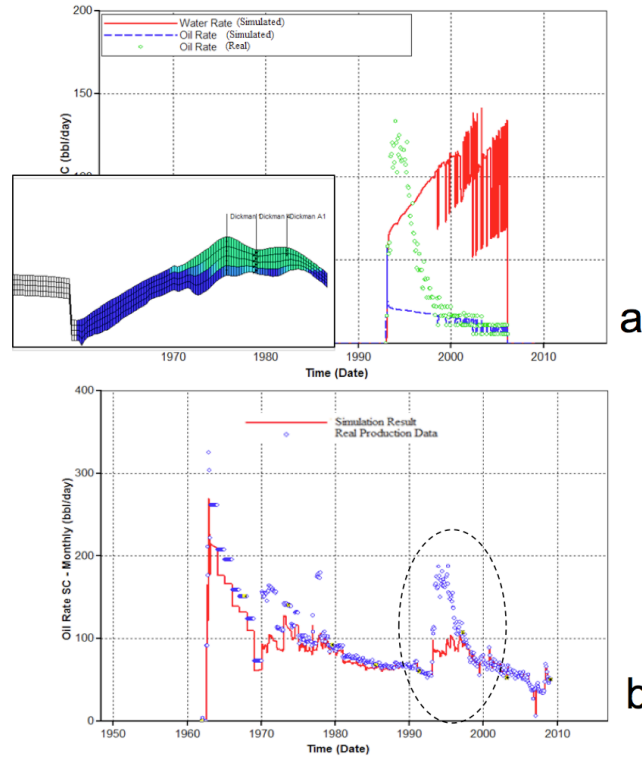 200
Water Rate (Simulated)
Oil Rate (Simulated)
Oil Rate (Real)
150
C (bbl/day)
100
Dickman Dickman Dickman A1
1970 1980 1990 2000 2010
Time (Date)
a
400
Simulation Result
Real Production Data
300
Oil Rate SC - Monthly (bbl/day)
200
100
0
1950 1960 1970 1980 1990 2000 2010
Time (Date)
b